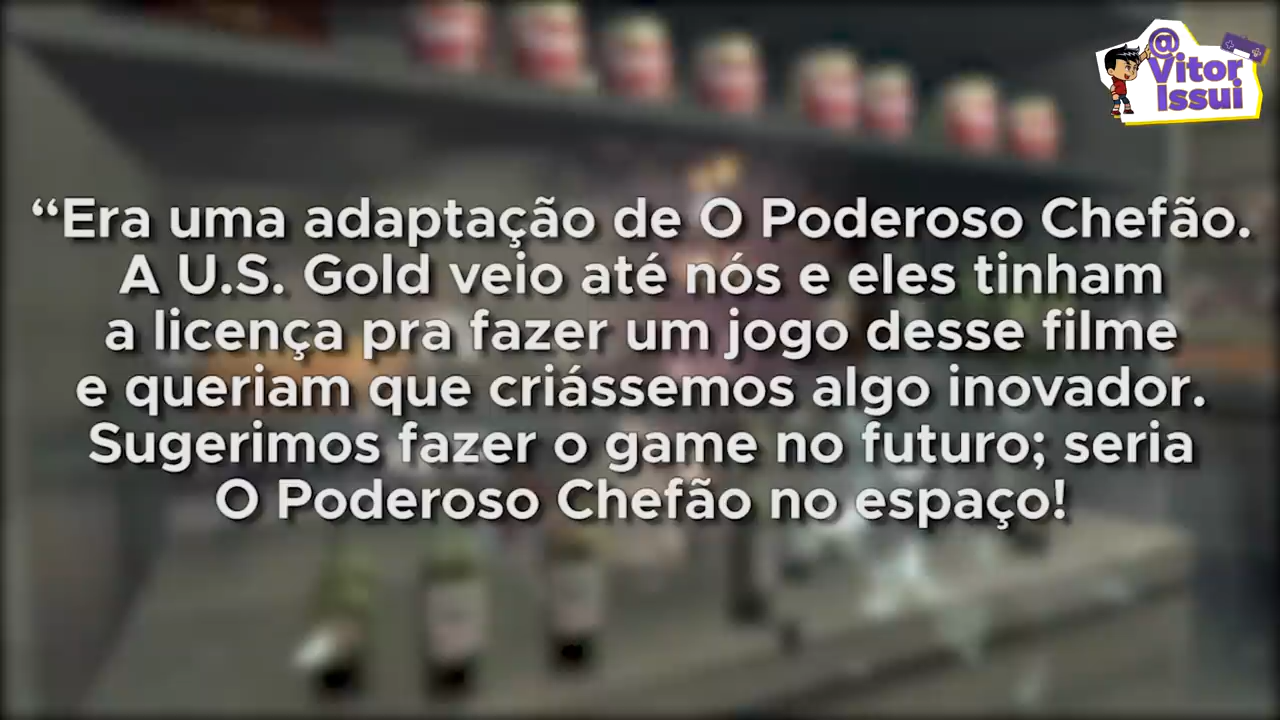 @
Vitor
Issui
“Era uma adaptação de O Poderoso Chefão.
A U.S. Gold veio até nós e eles tinham
a licença pra fazer um jogo desse filme
e queriam que criássemos algo inovador.
Sugerimos fazer o game no futuro; seria
O Poderoso Chefão no espaço!